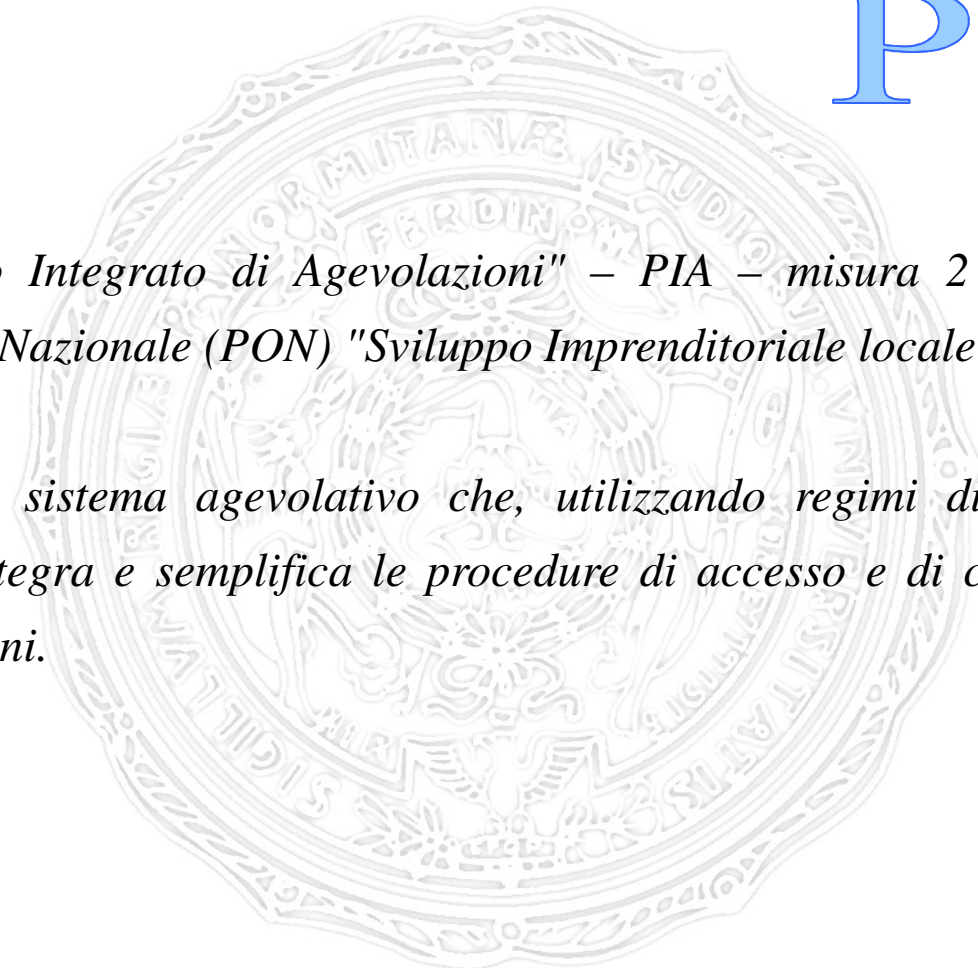 P
Integrato di Agevolazioni" – PIA – misura 2
Nazionale (PON) "Sviluppo Imprenditoriale locale
sistema agevolativo che, utilizzando regimi di
tegra e semplifica le procedure di accesso e di c
ni.